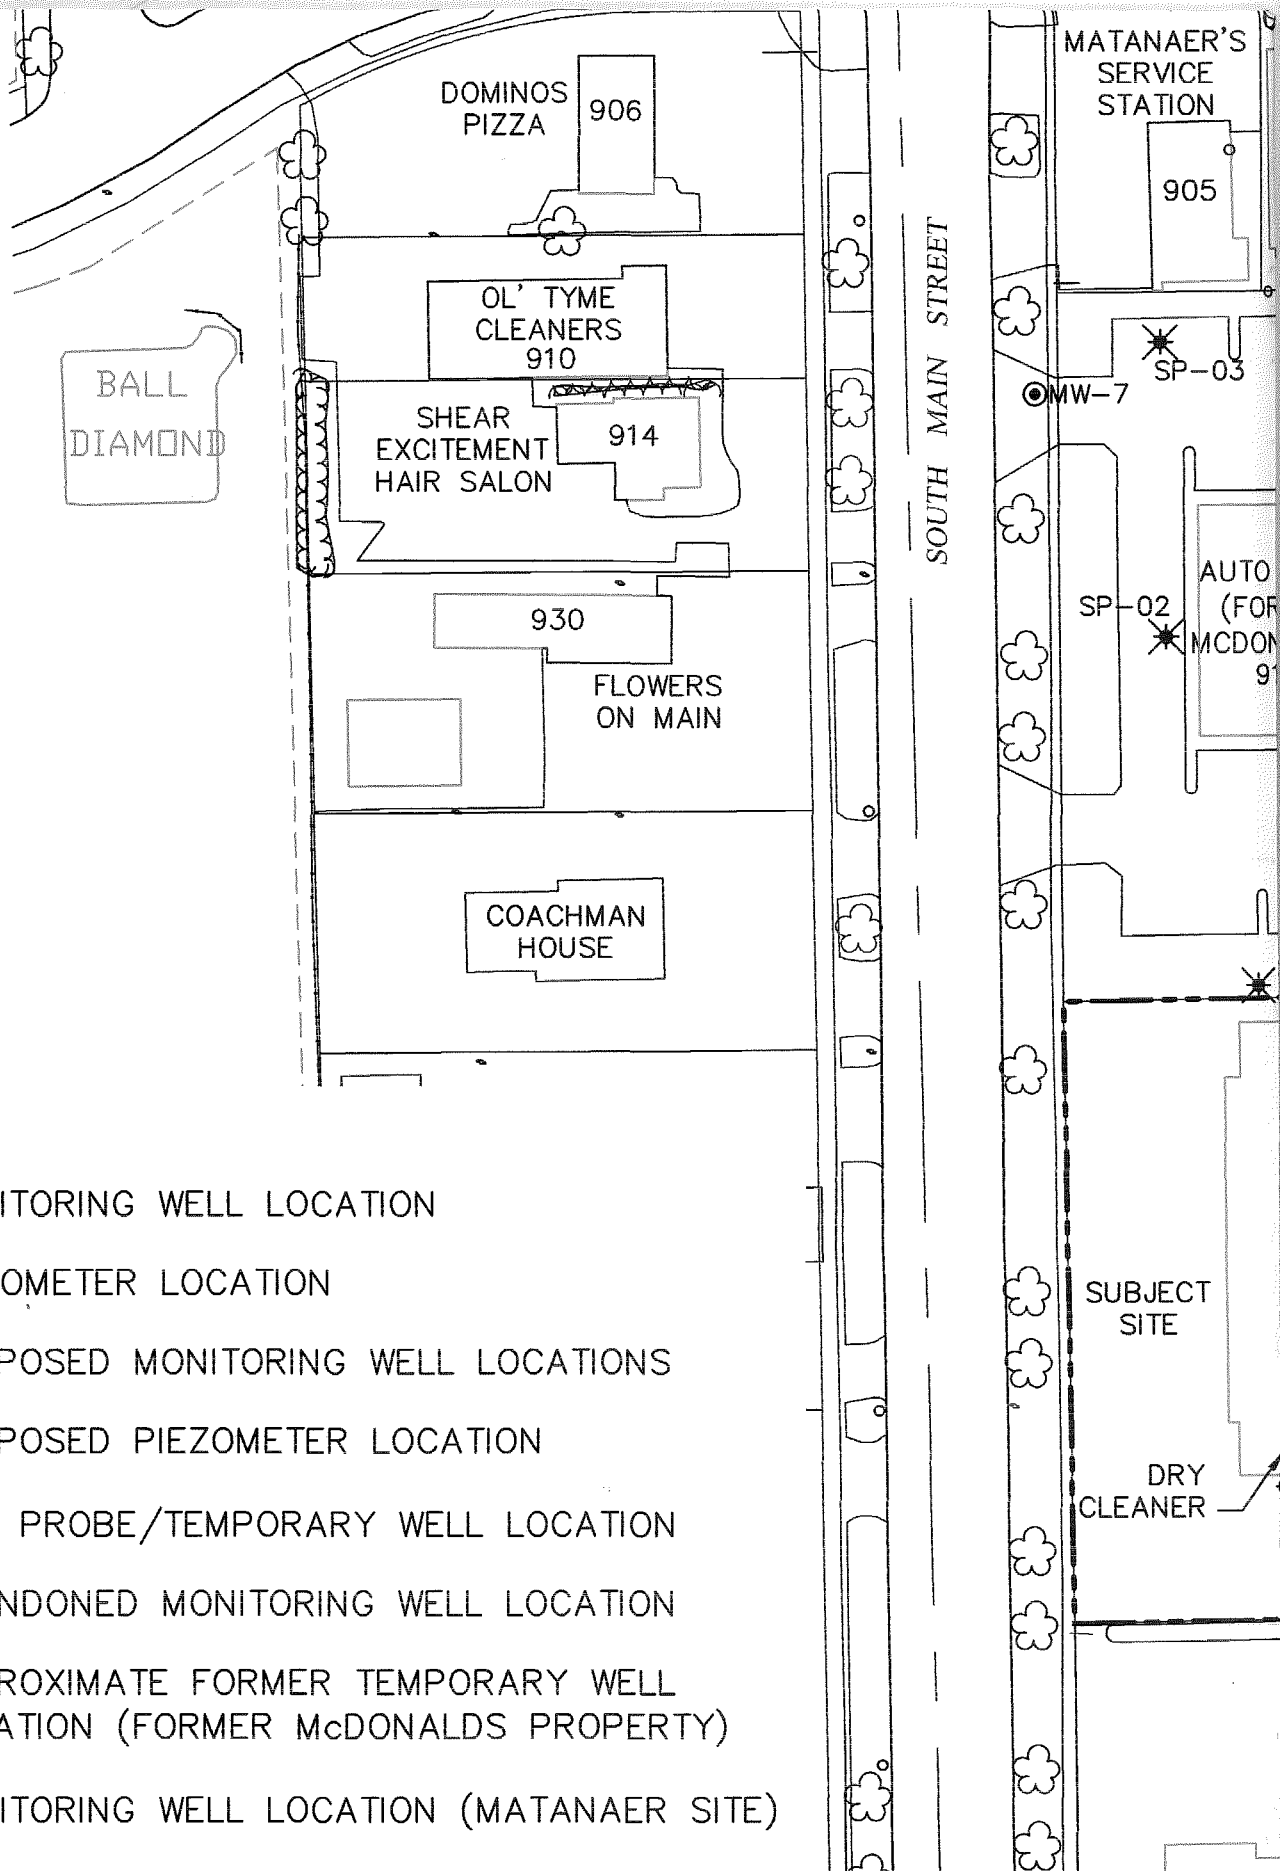 MATANAER'S
SERVICE
STATION
905
DOMINOS
PIZZA
906
OL' TYME
CLEANERS
910
BALL
DIAMOND
SHEAR
EXCITEMENT
HAIR SALON
914
SOUTH MAIN STREET
SP-03
MW-7
930
FLOWERS
ON MAIN
SP-02
AUTO
(FOR
MCDON
91
COACHMAN
HOUSE
SUBJECT
SITE
DRY
CLEANER
ITORING WELL LOCATION
OMETER LOCATION
POSED MONITORING WELL LOCATIONS
POSED PIEZOMETER LOCATION
PROBE/TEMPORARY WELL LOCATION
NDONED MONITORING WELL LOCATION
ROXIMATE FORMER TEMPORARY WELL
ATION (FORMER McDONALDS PROPERTY)
ITORING WELL LOCATION (MATANAER SITE)